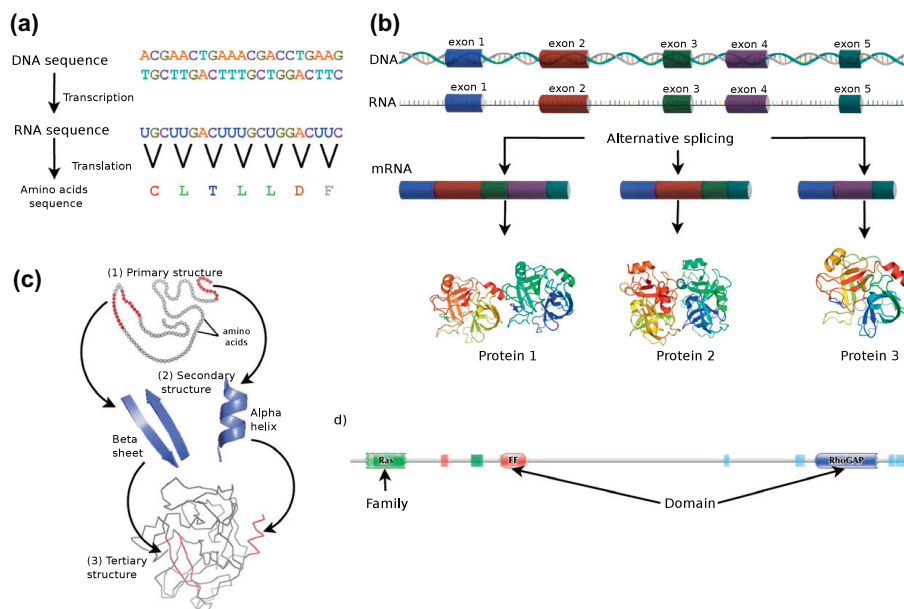 (a)
DNA sequence
ACGAACTGAAACGACCTGAAG
TGCTTGACTTTGCTGGACTTC
Transcription
RNA sequence
UGCUUGACUUUGCUGGACUUC
Translation
Amino acids
sequence
C L T L L D F
(b)
exon 1 exon 2 exon 3 exon 4 exon 5
DNA
exon 1 exon 2 exon 3 exon 4 exon 5
RNA
Alternative splicing
mRNA
Protein 1 Protein 2 Protein 3
(c)
(1) Primary structure
amino
acids
(2) Secondary
structure
Beta
sheet
Alpha
helix
(3) Tertiary
structure
d)
Ras FF RhoGAP
Family Domain